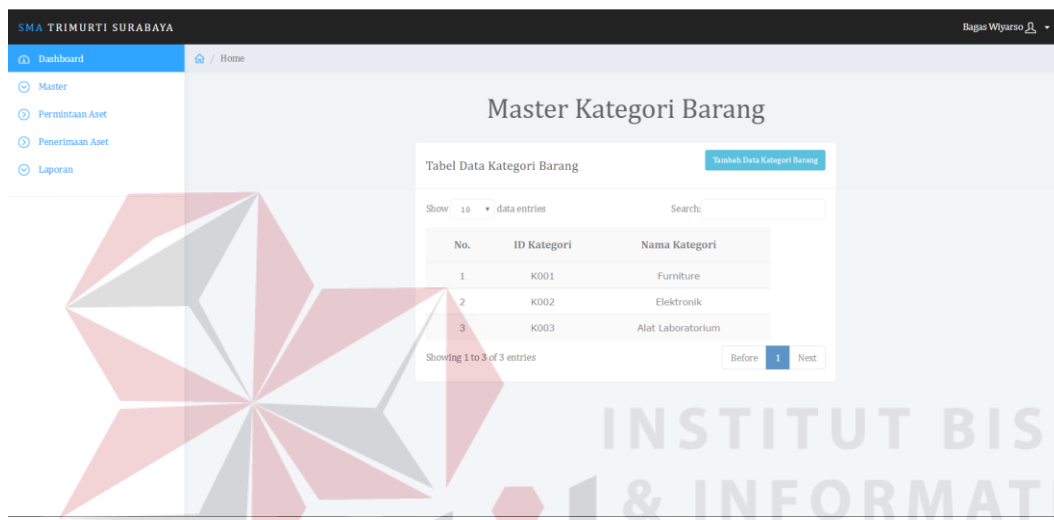 SMA TRIMURTI SURABAYA
Bagas Wiyarso
Dashboard
/ Home
Master
Permintaan Aset
Penerimaan Aset
Laporan
Master Kategori Barang
Tabel Data Kategori Barang
Tambah Data Kategori Barang
Show 10 data entries
Search:
No. ID Kategori Nama Kategori
1 K001 Furniture
2 K002 Elektronik
3 K003 Alat Laboratorium
Showing 1 to 3 of 3 entries
Before 1 Next
INSTITUT BIS
& INFORMAT